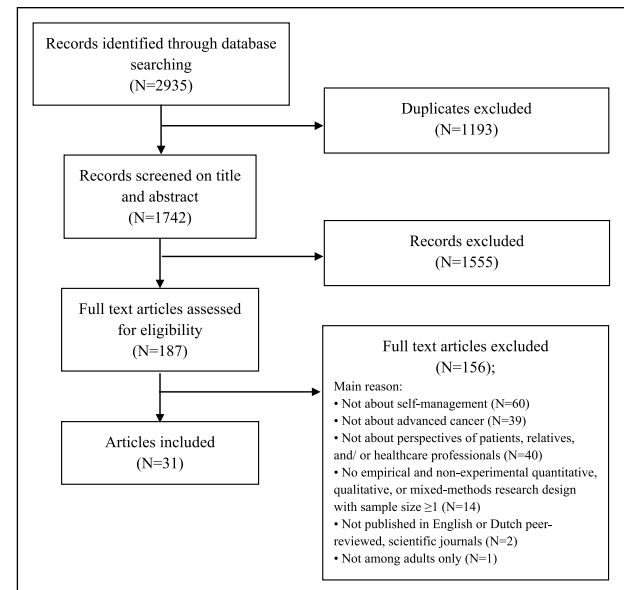 Records identified through database
searching
(N=2935)
Duplicates excluded
(N=1193)
Records screened on title
and abstract
(N=1742)
Records excluded
(N=1555)
Full text articles assessed
for eligibility
(N=187)
Full text articles excluded
(N=156);
Main reason:
• Not about self-management (N=60)
• Not about advanced cancer (N=39)
• Not about perspectives of patients, relatives,
and/ or healthcare professionals (N=40)
• No empirical and non-experimental quantitative,
qualitative, or mixed-methods research design
with sample size ≥1 (N=14)
• Not published in English or Dutch peer-
reviewed, scientific journals (N=2)
• Not among adults only (N=1)
Articles included
(N=31)